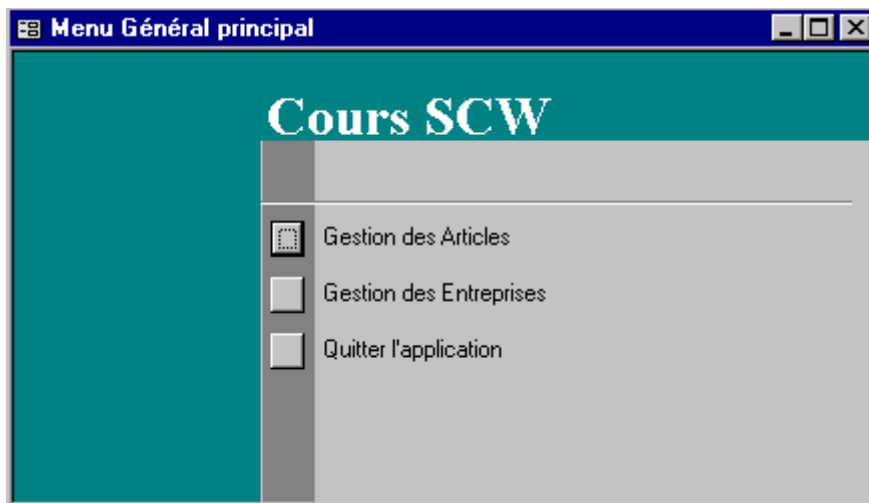 Menu Général principal
Cours SCW
Gestion des Articles
Gestion des Entreprises
Quitter l'application